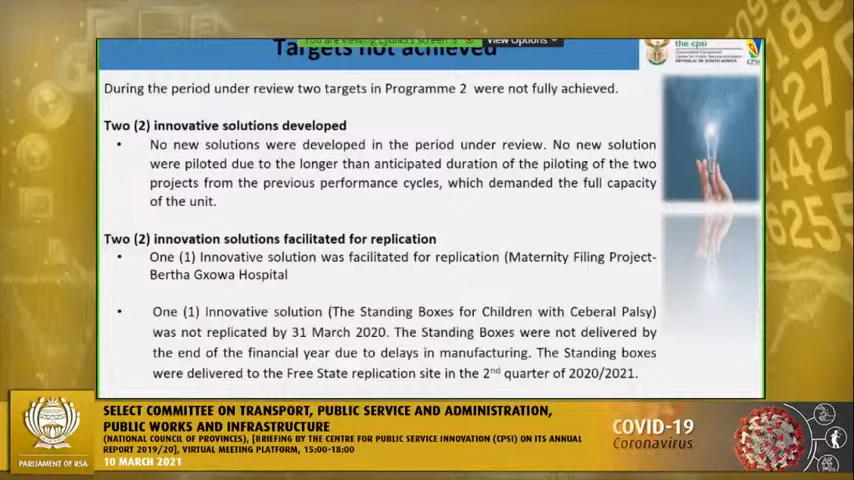 You are viewing Lydia3's screen
View Options
Targets not achieved
the cpsi
REPUBLIC OF SOUTH AFRICA
CPSI
During the period under review two targets in Programme 2 were not fully achieved.
Two (2) innovative solutions developed
• No new solutions were developed in the period under review. No new solution
were piloted due to the longer than anticipated duration of the piloting of the two
projects from the previous performance cycles, which demanded the full capacity
of the unit.
Two (2) innovation solutions facilitated for replication
• One (1) Innovative solution was facilitated for replication (Maternity Filing Project-
Bertha Gxowa Hospital
• One (1) Innovative solution (The Standing Boxes for Children with Ceberal Palsy)
was not replicated by 31 March 2020. The Standing Boxes were not delivered by
the end of the financial year due to delays in manufacturing. The Standing boxes
were delivered to the Free State replication site in the 2nd quarter of 2020/2021.
SELECT COMMITTEE ON TRANSPORT, PUBLIC SERVICE AND ADMINISTRATION,
PUBLIC WORKS AND INFRASTRUCTURE
(NATIONAL COUNCIL OF PROVINCES), [BRIEFING BY THE CENTRE FOR PUBLIC SERVICE INNOVATION (CPSI) ON ITS ANNUAL
REPORT 2019/20], VIRTUAL MEETING PLATFORM, 15:00-18:00
10 MARCH 2021
PARLIAMENT OF RSA
COVID-19
Coronavirus